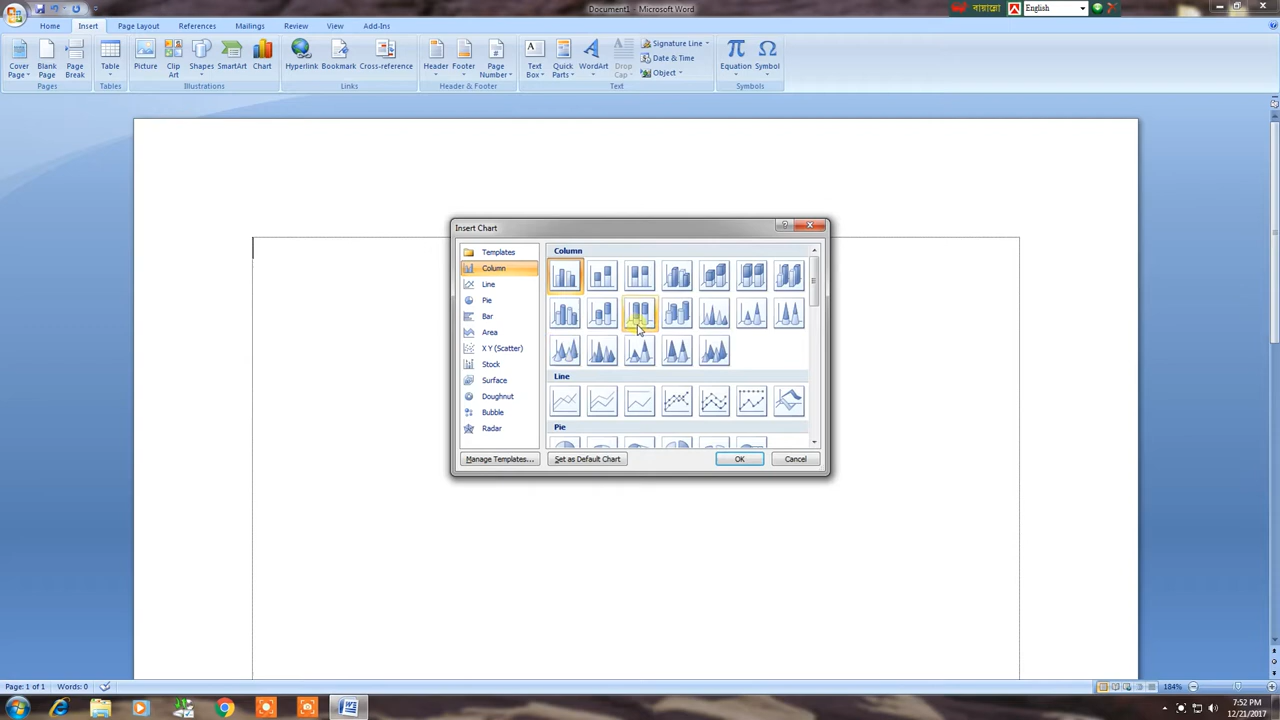 Document1 - Microsoft Word
বায়ান্নো English
Home Insert Page Layout References Mailings Review View Add-Ins
Cover Page Blank Page Page Break Table Picture Clip Art Shapes SmartArt Chart Hyperlink Bookmark Cross-reference Header Footer Page Number Text Box Quick Parts WordArt Drop Cap Signature Line Date & Time Object Equation Symbol
Pages Tables Illustrations Links Header & Footer Text Symbols
Insert Chart
Templates
Column
Line
Pie
Bar
Area
X Y (Scatter)
Stock
Surface
Doughnut
Bubble
Radar
Column
Line
Pie
Manage Templates... Set as Default Chart OK Cancel
Page: 1 of 1 Words: 0 184%
7:52 PM
12/21/2017